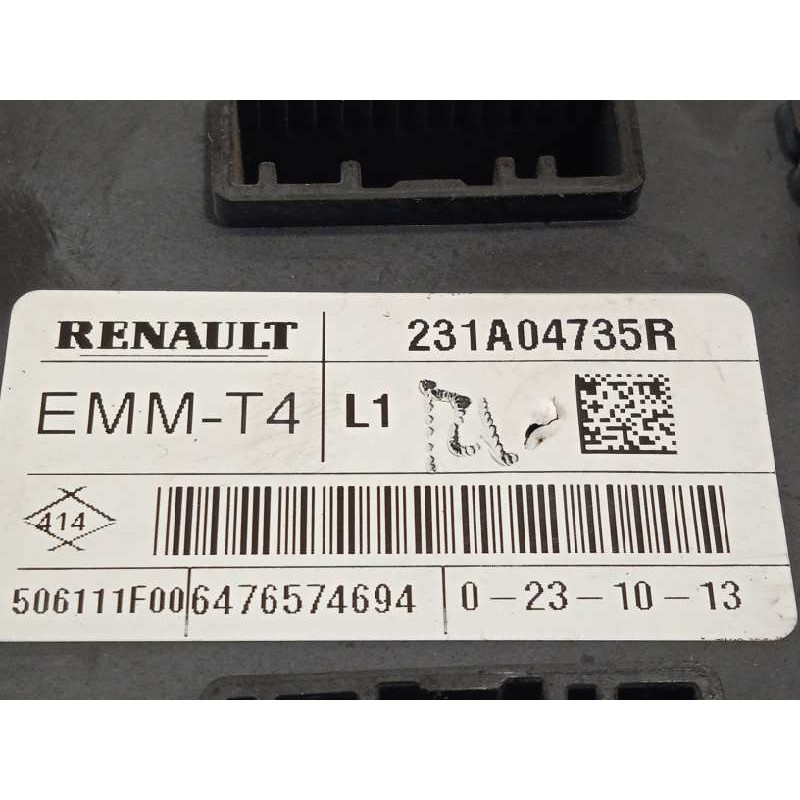 RENAULT 231A04735R
EMM-T4 L1
414
506111F00 6476574694 0-23-10-13